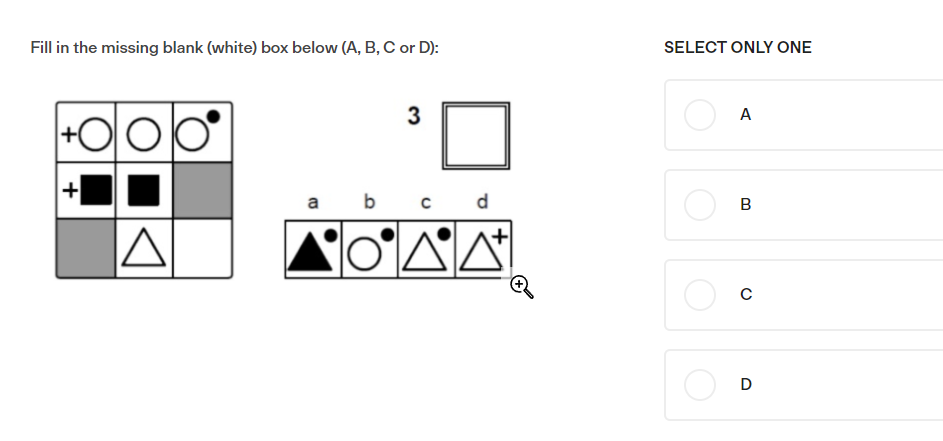 Fill in the missing blank (white) box below (A, B, C or D):
SELECT ONLY ONE
3
a b c d
A
B
C
D